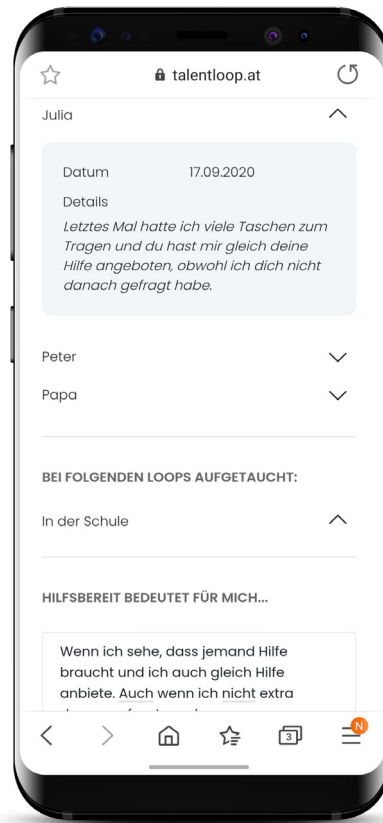 talentloop.at
Julia
Datum 17.09.2020
Details
Letztes Mal hatte ich viele Taschen zum
Tragen und du hast mir gleich deine
Hilfe angeboten, obwohl ich dich nicht
danach gefragt habe.
Peter
Papa
BEI FOLGENDEN LOOPS AUFGETAUCHT:
In der Schule
HILFSBEREIT BEDEUTET FÜR MICH...
Wenn ich sehe, dass jemand Hilfe
braucht und ich auch gleich Hilfe
anbiete. Auch wenn ich nicht extra
3
N